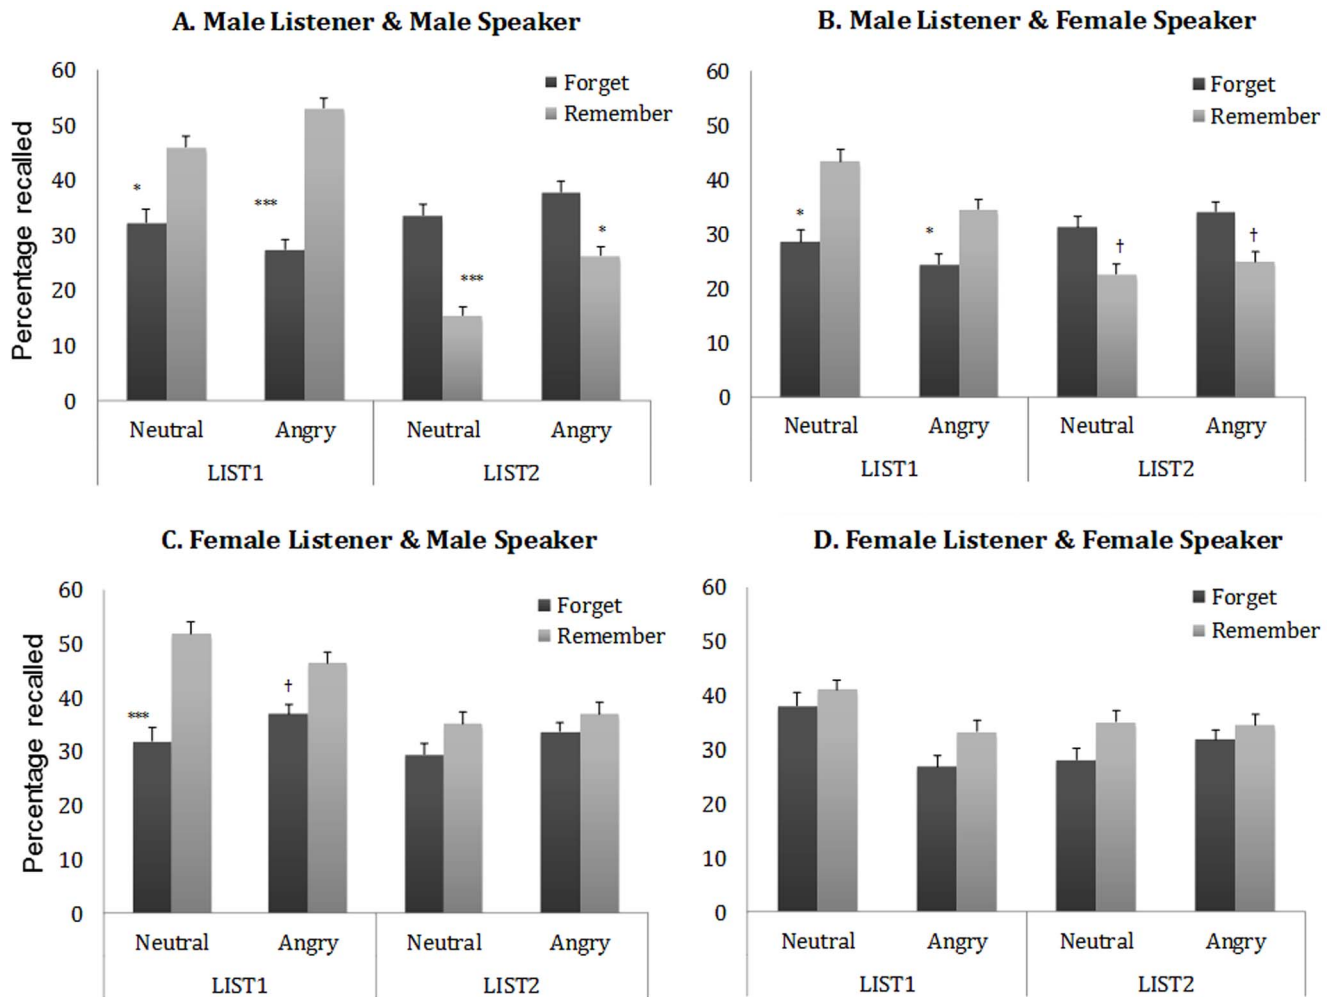 A. Male Listener & Male Speaker
60
50
40
30
20
10
0
Percentage recalled
Forget
Remember
*
***
***
*
Neutral
Angry
Neutral
Angry
LIST1
LIST2
B. Male Listener & Female Speaker
60
50
40
30
20
10
0
Forget
Remember
*
*
†
†
Neutral
Angry
Neutral
Angry
LIST1
LIST2
C. Female Listener & Male Speaker
60
50
40
30
20
10
0
Percentage recalled
Forget
Remember
***
†
Neutral
Angry
Neutral
Angry
LIST1
LIST2
D. Female Listener & Female Speaker
60
50
40
30
20
10
0
Forget
Remember
Neutral
Angry
Neutral
Angry
LIST1
LIST2